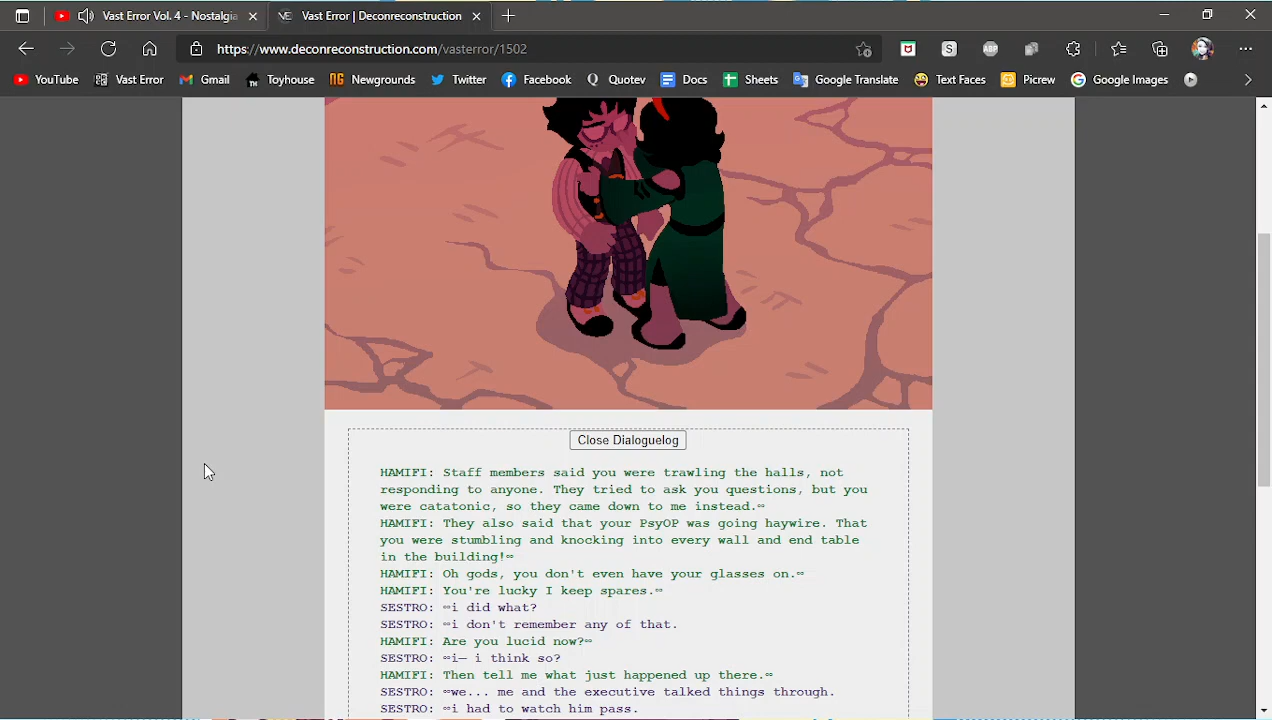 Vast Error Vol. 4 - Nostalgia
Vast Error | Deconreconstruction
https://www.deconreconstruction.com/vasterror/1502
S
ABP
YouTube
Vast Error
Gmail
Toyhouse
NG Newgrounds
Twitter
Facebook
Quotev
Docs
Sheets
Google Translate
Text Faces
Picrew
Google Images
Close Dialoguelog
HAMIFI: Staff members said you were trawling the halls, not
responding to anyone. They tried to ask you questions, but you
were catatonic, so they came down to me instead.∞
HAMIFI: They also said that your PsyOP was going haywire. That
you were stumbling and knocking into every wall and end table
in the building!∞
HAMIFI: Oh gods, you don't even have your glasses on.∞
HAMIFI: You're lucky I keep spares.∞
SESTRO: ∞i did what?
SESTRO: ∞i don't remember any of that.
HAMIFI: Are you lucid now?∞
SESTRO: ∞i— i think so?
HAMIFI: Then tell me what just happened up there.∞
SESTRO: ∞we... me and the executive talked things through.
SESTRO: ∞i had to watch him pass.